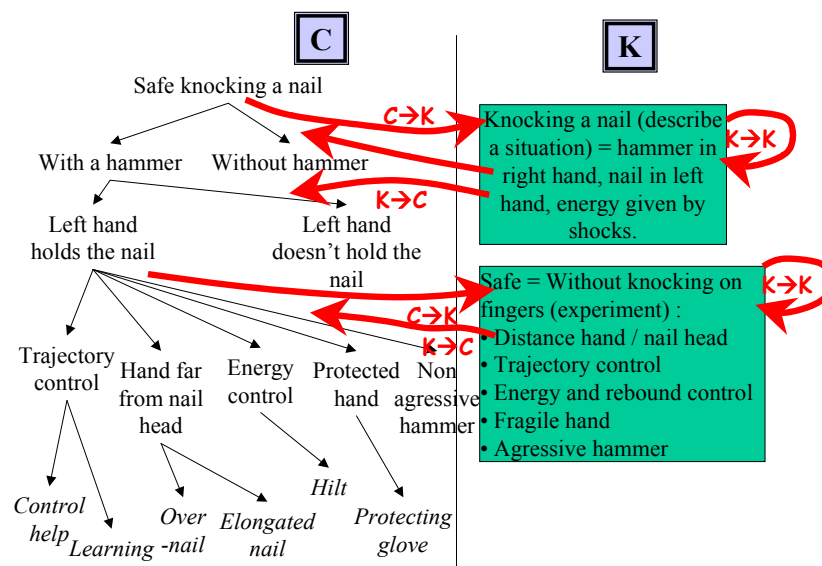 C
K
Safe knocking a nail
C→K
Knocking a nail (describe
a situation) = hammer in
right hand, nail in left
hand, energy given by
shocks.
K→K
With a hammer
Without hammer
K→C
Left hand
holds the nail
Left hand
doesn't hold the
nail
Safe = Without knocking on
fingers (experiment) :
• Distance hand / nail head
• Trajectory control
• Energy and rebound control
• Fragile hand
• Agressive hammer
K→K
C→K
K→C
Trajectory
control
Hand far
from nail
head
Energy
control
Protected
hand
Non
agressive
hammer
Control
help
Learning
Over
-nail
Elongated
nail
Hilt
Protecting
glove